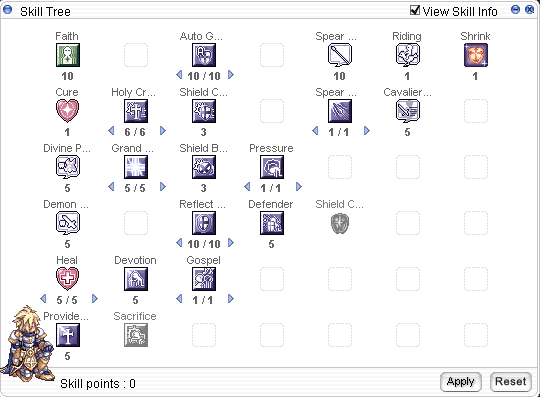 Skill Tree View Skill Info
Faith Auto G... Spear ... Riding Shrink
10 10 / 10 10 1 1
Cure Holy Cr... Shield C... Spear ... Cavalier...
1 6 / 6 3 1 / 1 5
Divine P... Grand ... Shield B... Pressure
5 5 / 5 3 1 / 1
Demon ... Reflect ... Defender Shield C...
5 10 / 10 5
Heal Devotion Gospel
5 / 5 5 1 / 1
Provide... Sacrifice
5
Skill points : 0 Apply Reset